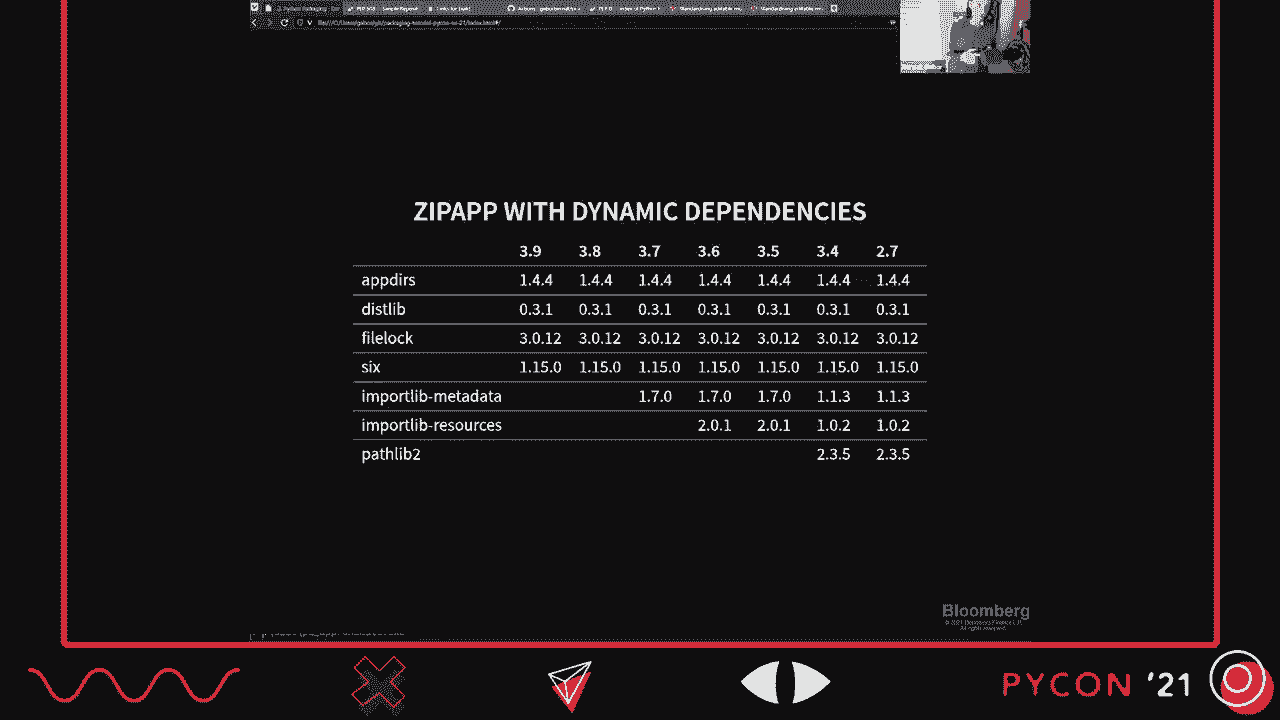 ZIPAPP WITH DYNAMIC DEPENDENCIES
3.9 3.8 3.7 3.6 3.5 3.4 2.7
appdirs 1.4.4 1.4.4 1.4.4 1.4.4 1.4.4 1.4.4 1.4.4
distlib 0.3.1 0.3.1 0.3.1 0.3.1 0.3.1 0.3.1 0.3.1
filelock 3.0.12 3.0.12 3.0.12 3.0.12 3.0.12 3.0.12 3.0.12
six 1.15.0 1.15.0 1.15.0 1.15.0 1.15.0 1.15.0 1.15.0
importlib-metadata 1.7.0 1.7.0 1.7.0 1.1.3 1.1.3
importlib-resources 2.0.1 2.0.1 1.0.2 1.0.2
pathlib2 2.3.5 2.3.5
Bloomberg
All rights reserved.
PYCON '21